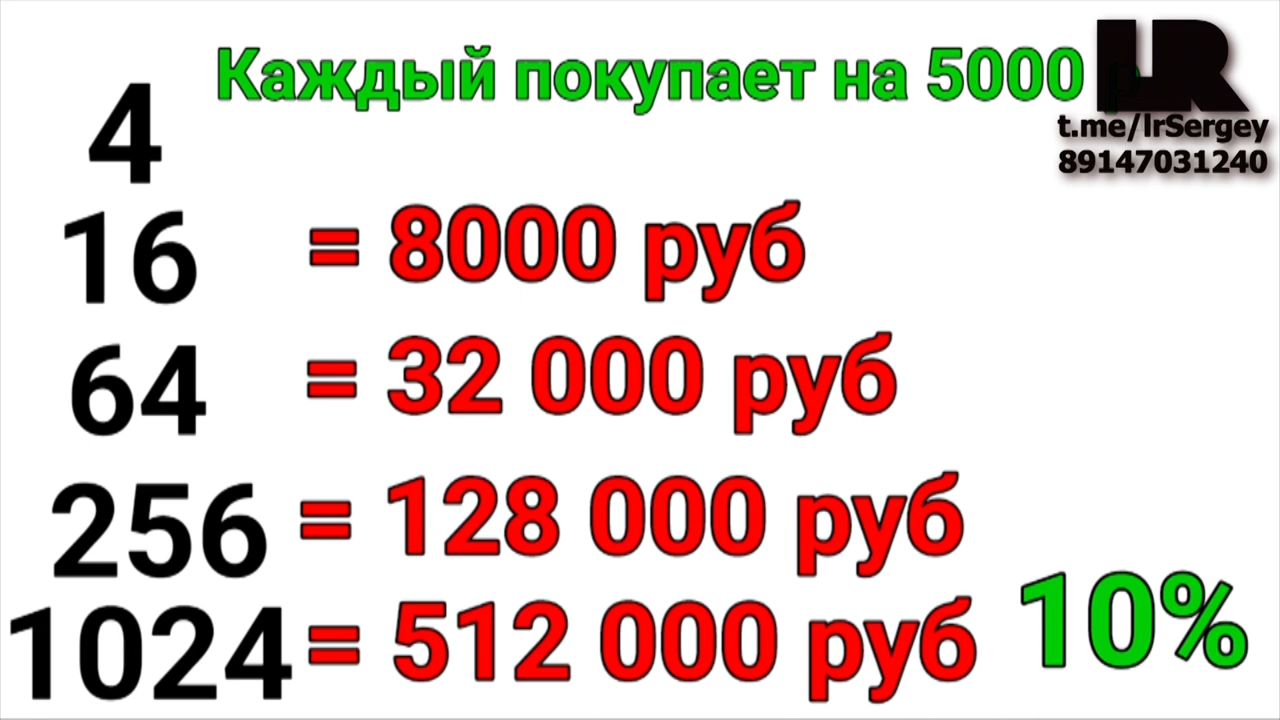 Каждый покупает на 5000 р
LR
t.me/lrSergey
89147031240
4
16 = 8000 руб
64 = 32 000 руб
256 = 128 000 руб
1024 = 512 000 руб 10%